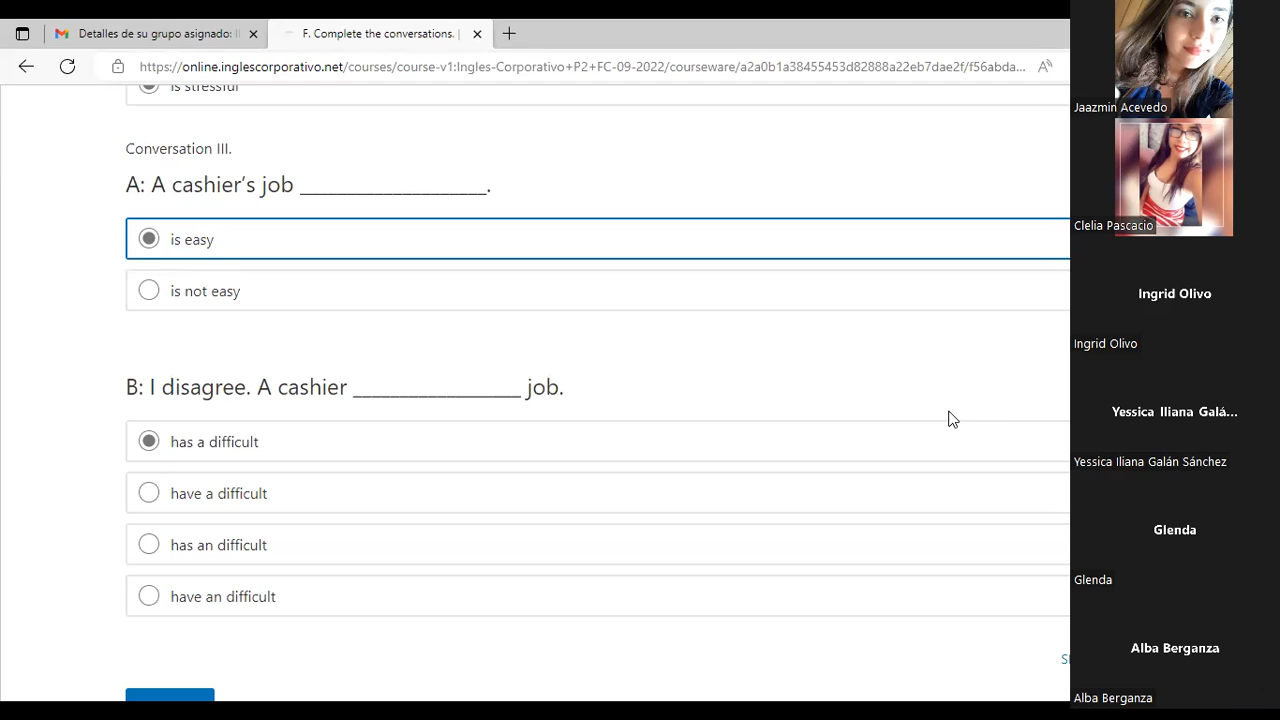 Detalles de su grupo asignado: II
F. Complete the conversations. |
https://online.inglescorporativo.net/courses/course-v1:Ingles-Corporativo+P2+FC-09-2022/courseware/a2a0b1a38455453d82888a22eb7dae2f/f56abda...
is stressful
Conversation III.
A: A cashier's job ___________________.
is easy
is not easy
B: I disagree. A cashier _________________ job.
has a difficult
have a difficult
has an difficult
have an difficult
Jaazmin Acevedo
Clelia Pascacio
Ingrid Olivo
Ingrid Olivo
Yessica Iliana Galá...
Yessica Iliana Galán Sánchez
Glenda
Glenda
Alba Berganza
Alba Berganza